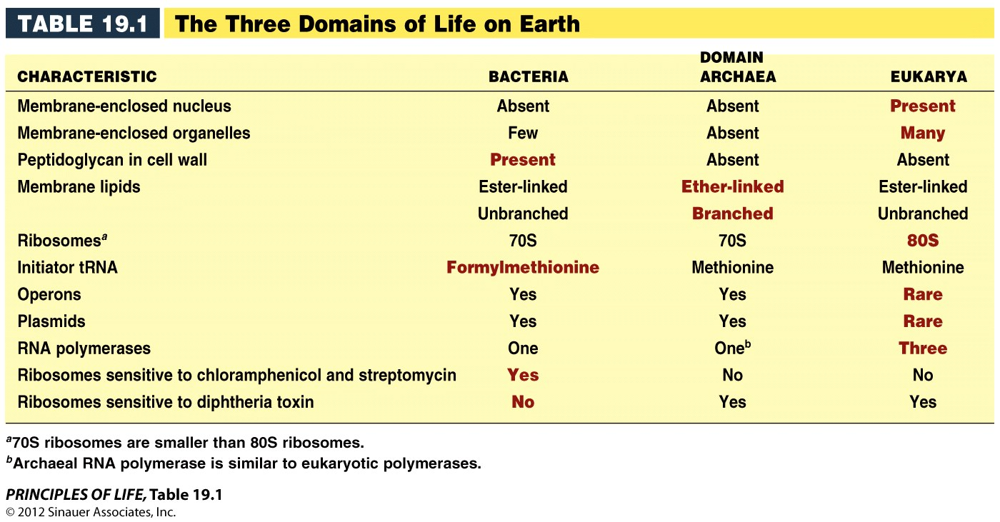 TABLE 19.1 The Three Domains of Life on Earth
DOMAIN
CHARACTERISTIC BACTERIA ARCHAEA EUKARYA
Membrane-enclosed nucleus Absent Absent Present
Membrane-enclosed organelles Few Absent Many
Peptidoglycan in cell wall Present Absent Absent
Membrane lipids Ester-linked Ether-linked Ester-linked
Unbranched Branched Unbranched
Ribosomesᵃ 70S 70S 80S
Initiator tRNA Formylmethionine Methionine Methionine
Operons Yes Yes Rare
Plasmids Yes Yes Rare
RNA polymerases One Oneᵇ Three
Ribosomes sensitive to chloramphenicol and streptomycin Yes No No
Ribosomes sensitive to diphtheria toxin No Yes Yes
ᵃ70S ribosomes are smaller than 80S ribosomes.
ᵇArchaeal RNA polymerase is similar to eukaryotic polymerases.
PRINCIPLES OF LIFE, Table 19.1
© 2012 Sinauer Associates, Inc.